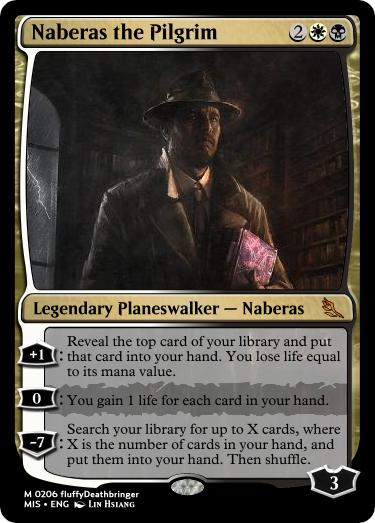 Naberas the Pilgrim 2
Legendary Planeswalker — Naberas
+1: Reveal the top card of your library and put
that card into your hand. You lose life equal
to its mana value.
0: You gain 1 life for each card in your hand.
-7: Search your library for up to X cards, where
X is the number of cards in your hand, and
put them into your hand. Then shuffle.
3
M 0206 fluffyDeathbringer
MIS • ENG Lin Hsiang